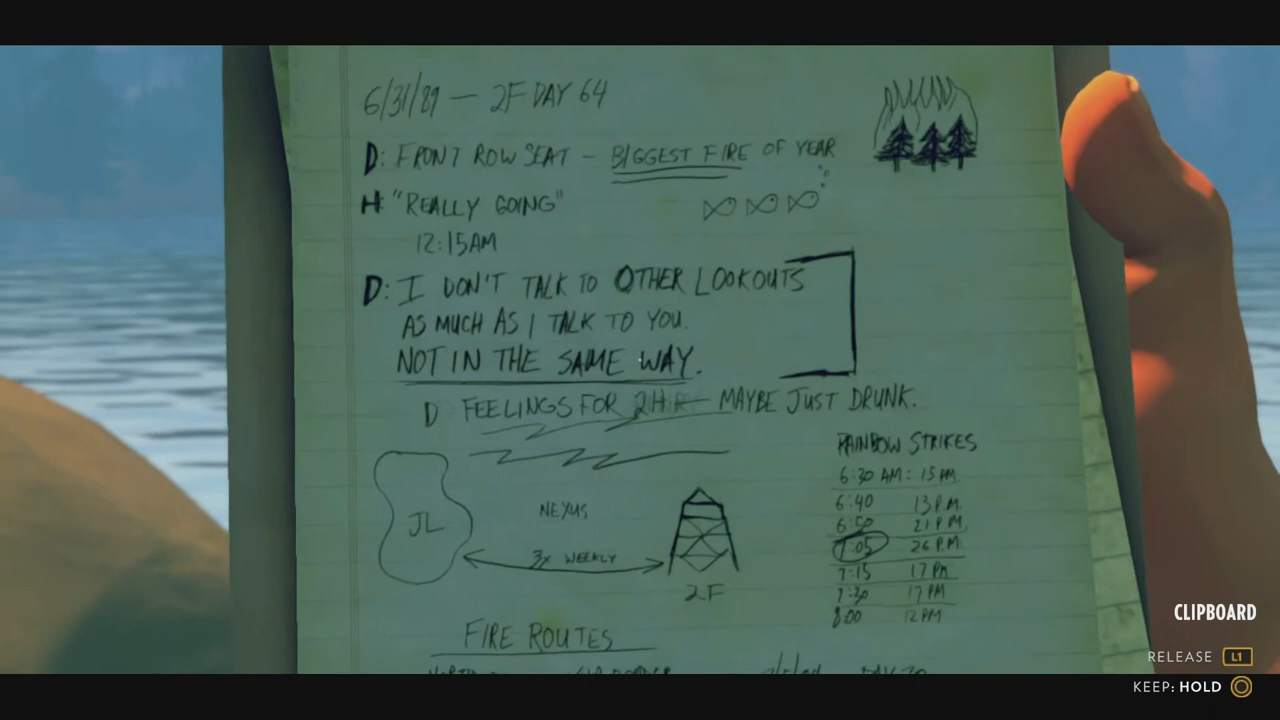 6/31/89 — 2F DAY 64
D: FRONT ROW SEAT — BIGGEST FIRE OF YEAR
H: "REALLY GOING"
12:15AM
D: I DON'T TALK TO OTHER LOOKOUTS
AS MUCH AS I TALK TO YOU.
NOT IN THE SAME WAY.
D FEELINGS FOR — MAYBE JUST DRUNK.
RAINBOW STRIKES
6:30 AM: 15 PM.
6:40 13 P.M.
6:50 21 P.M.
7:05 26 P.M.
7:15 17 PM
7:30 17 PM
8:00 12 PM
JL
NEXUS
3x WEEKLY
2F
FIRE ROUTES
CLIPBOARD
RELEASE L1
KEEP: HOLD